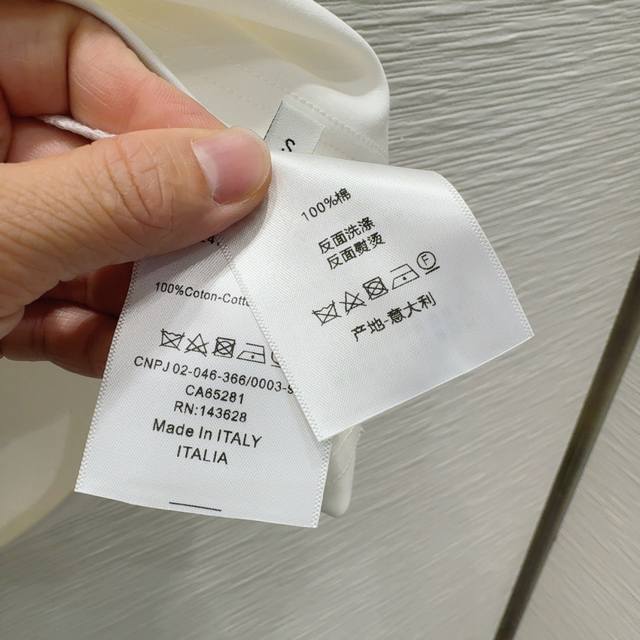 100%Coton-Cotto
CNPJ 02-046-366/0003-9
CA65281
RN:143628
Made In ITALY
ITALIA
100%棉
反面洗涤
反面熨烫
F
产地·意大利